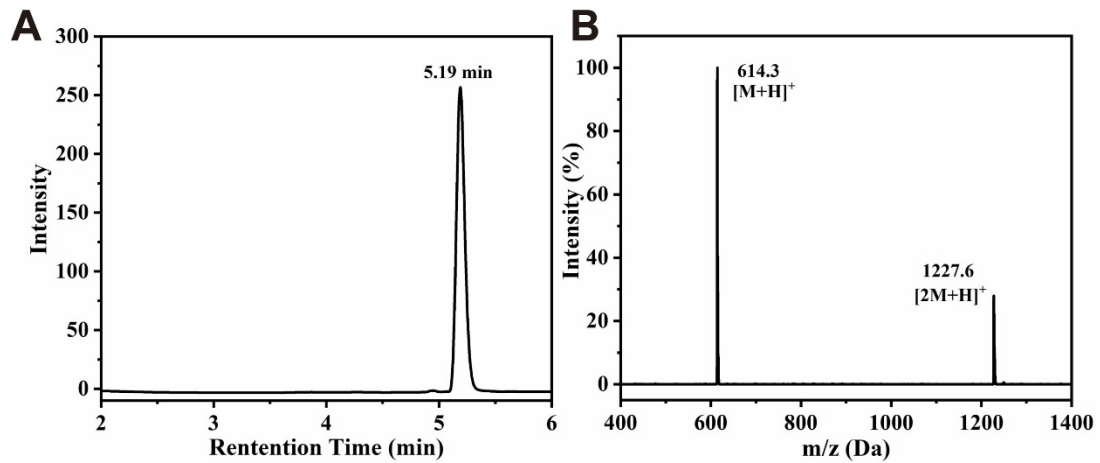 A
300
250
200
150
100
50
0
Intensity
5.19 min
2 3 4 5 6
Rentention Time (min)
B
100
80
60
40
20
0
Intensity (%)
614.3
[M+H]+
1227.6
[2M+H]+
400 600 800 1000 1200 1400
m/z (Da)